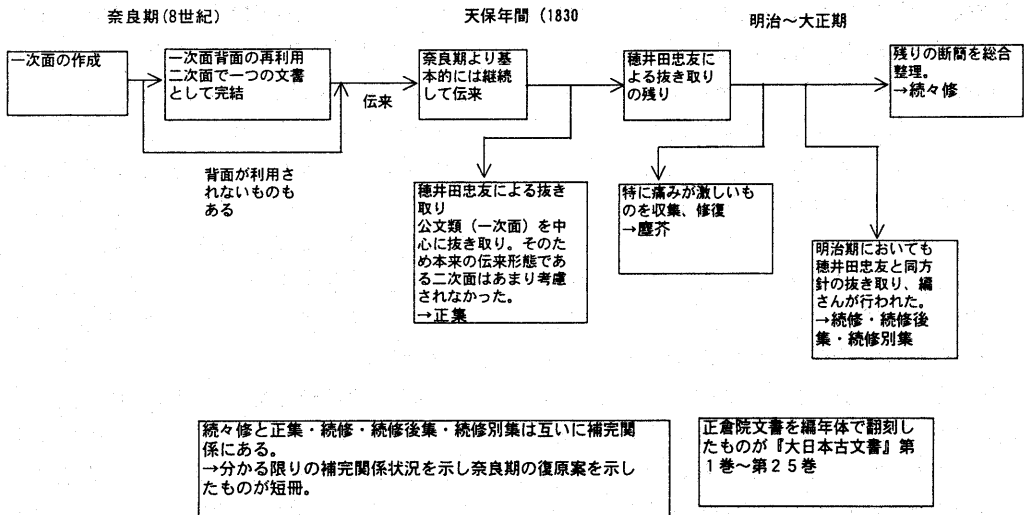 奈良期(8世紀)
天保年間（1830
明治～大正期
一次面の作成
一次面背面の再利用
二次面で一つの文書
として完結
伝来
奈良期より基
本的には継続
して伝来
穂井田忠友に
よる抜き取り
の残り
残りの断簡を総合
整理。
→続々修
背面が利用さ
れないものも
ある
穂井田忠友による抜き
取り
公文類（一次面）を中
心に抜き取り。そのた
め本来の伝来形態であ
る二次面はあまり考慮
されなかった。
→正集
特に痛みが激しいも
のを収集、修復
→塵芥
明治期においても
穂井田忠友と同方
針の抜き取り、編
さんが行われた。
→続修・続修後
集・続修別集
続々修と正集・続修・続修後集・続修別集は互いに補完関
係にある。
→分かる限りの補完関係状況を示し奈良期の復原案を示し
たものが短冊。
正倉院文書を編年体で翻刻し
たものが『大日本古文書』第
１巻～第２５巻